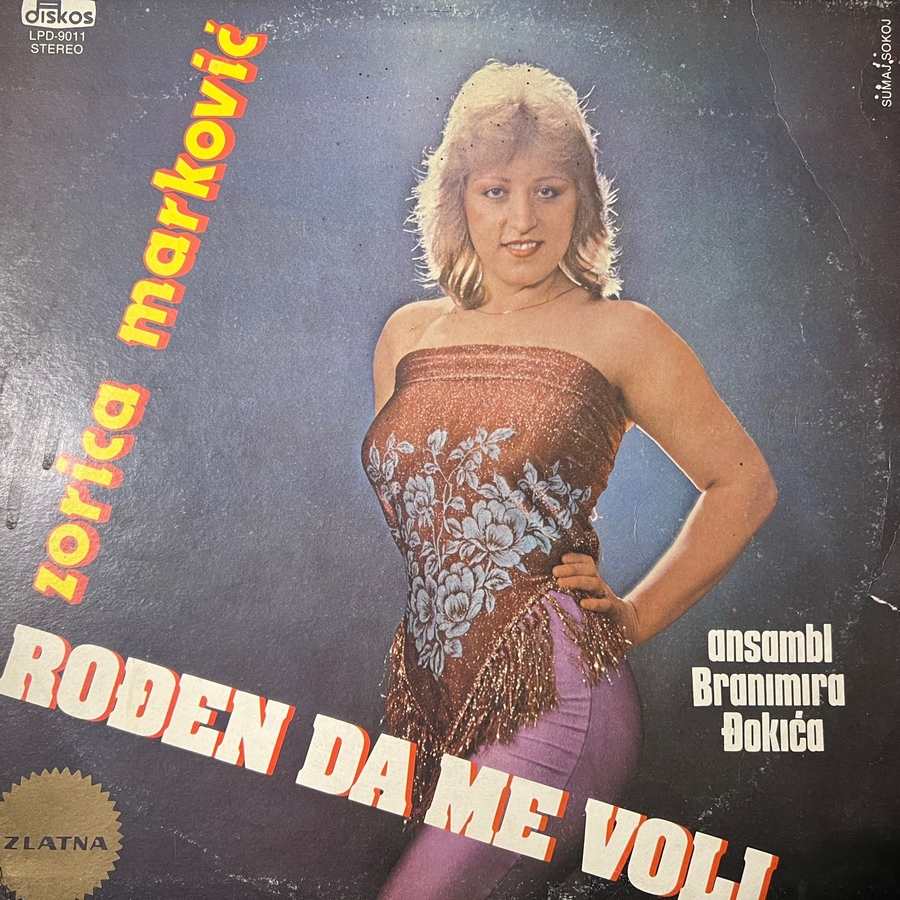 diskos
LPD-9011
STEREO
zorica marković
SUMAJ SOKOJ
ansambl
Branimira
Đokića
ROĐEN DA ME VOLI
ZLATNA